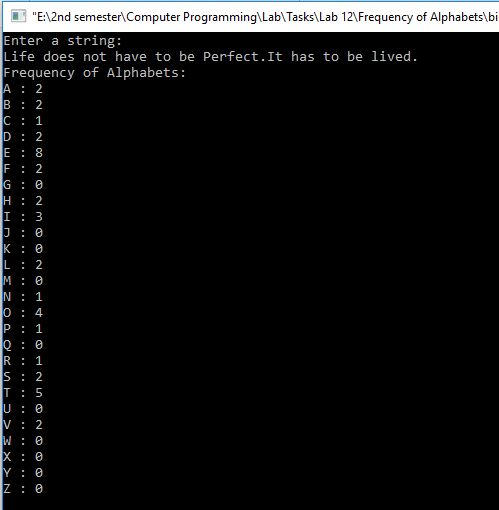 "E:\2nd semester\Computer Programming\Lab\Tasks\Lab 12\Frequency of Alphabets\bi
Enter a string:
Life does not have to be Perfect.It has to be lived.
Frequency of Alphabets:
A : 2
B : 2
C : 1
D : 2
E : 8
F : 2
G : 0
H : 2
I : 3
J : 0
K : 0
L : 2
M : 0
N : 1
O : 4
P : 1
Q : 0
R : 1
S : 2
T : 5
U : 0
V : 2
W : 0
X : 0
Y : 0
Z : 0